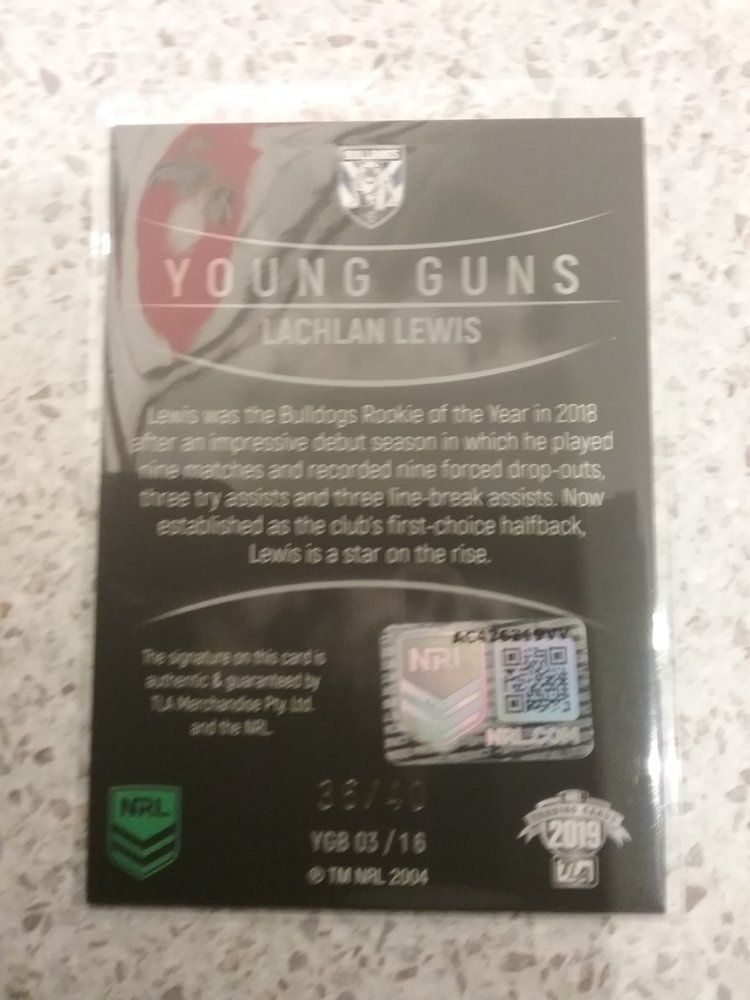 BULLDOGS
YOUNG GUNS
LACHLAN LEWIS
Lewis was the Bulldogs Rookie of the Year in 2018
after an impressive debut season in which he played
nine matches and recorded nine forced drop-outs,
three try assists and three line-break assists. Now
established as the club's first-choice halfback,
Lewis is a star on the rise.
The signature on this card is
authentic & guaranteed by
TLA Merchandise Pty. Ltd.
and the NRL.
NRL
NRL.COM
NRL
/40
YGB 03/16
© TM NRL 2004
TRADING CARDS
2019